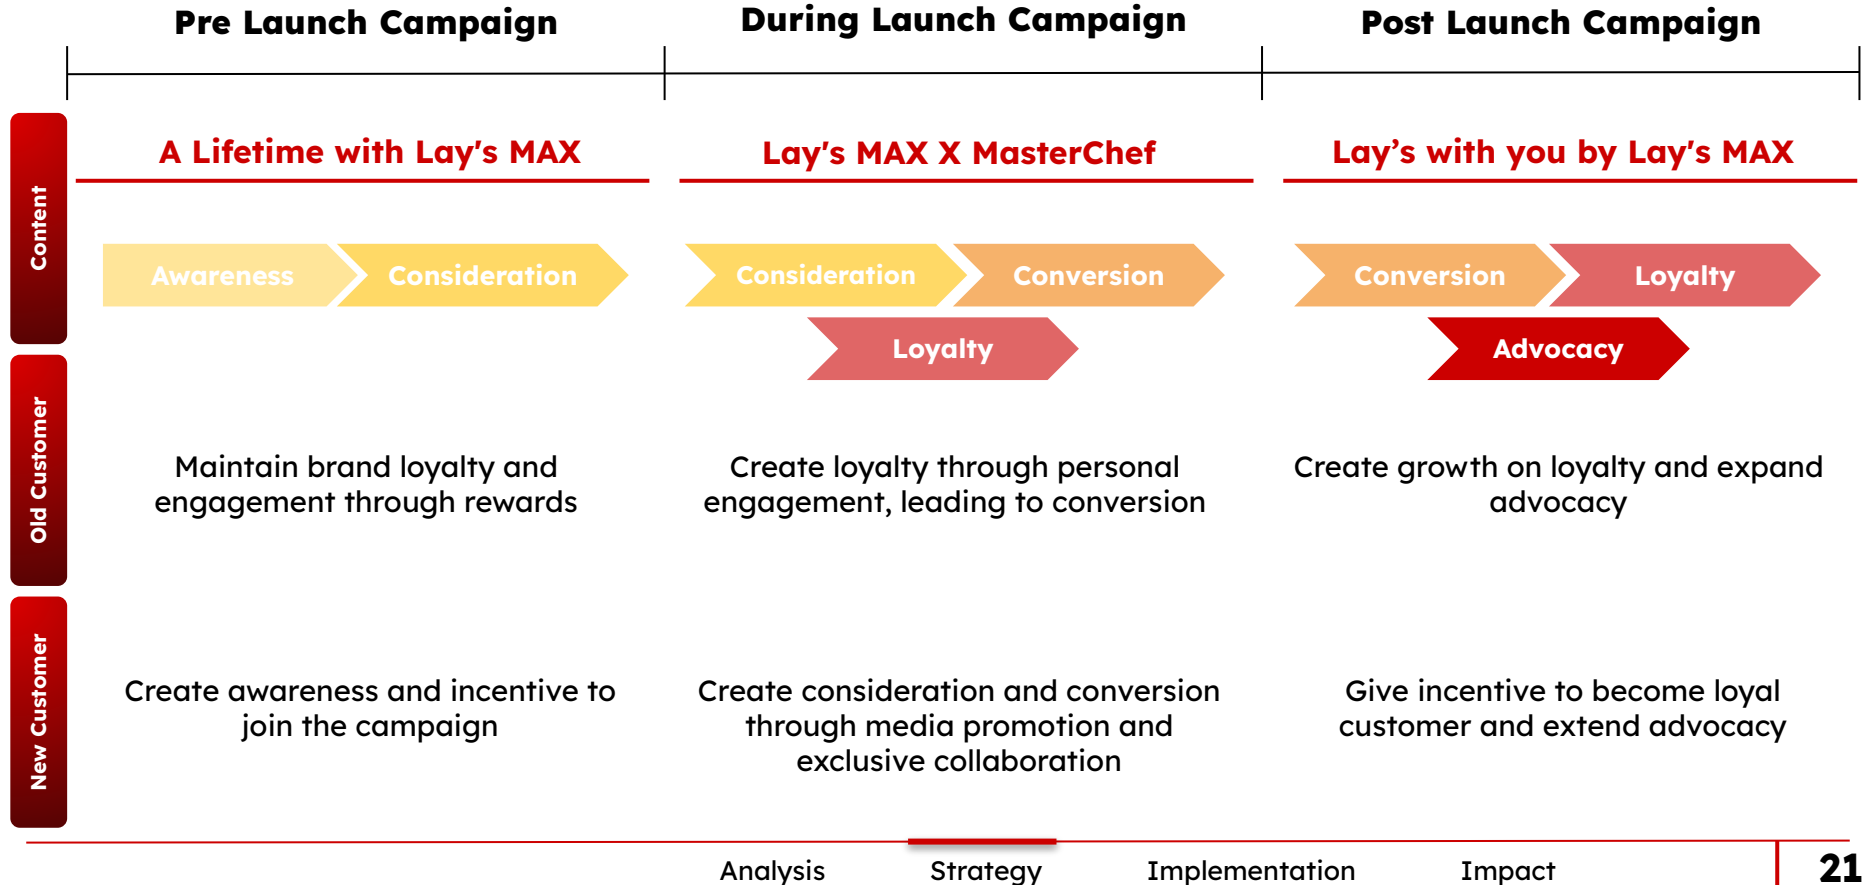 Pre Launch Campaign
During Launch Campaign
Post Launch Campaign
Content
A Lifetime with Lay's MAX
Lay's MAX X MasterChef
Lay’s with you by Lay's MAX
Awareness
Consideration
Consideration
Conversion
Loyalty
Conversion
Loyalty
Advocacy
Old Customer
Maintain brand loyalty and
engagement through rewards
Create loyalty through personal
engagement, leading to conversion
Create growth on loyalty and expand
advocacy
New Customer
Create awareness and incentive to
join the campaign
Create consideration and conversion
through media promotion and
exclusive collaboration
Give incentive to become loyal
customer and extend advocacy
Analysis
Strategy
Implementation
Impact
21